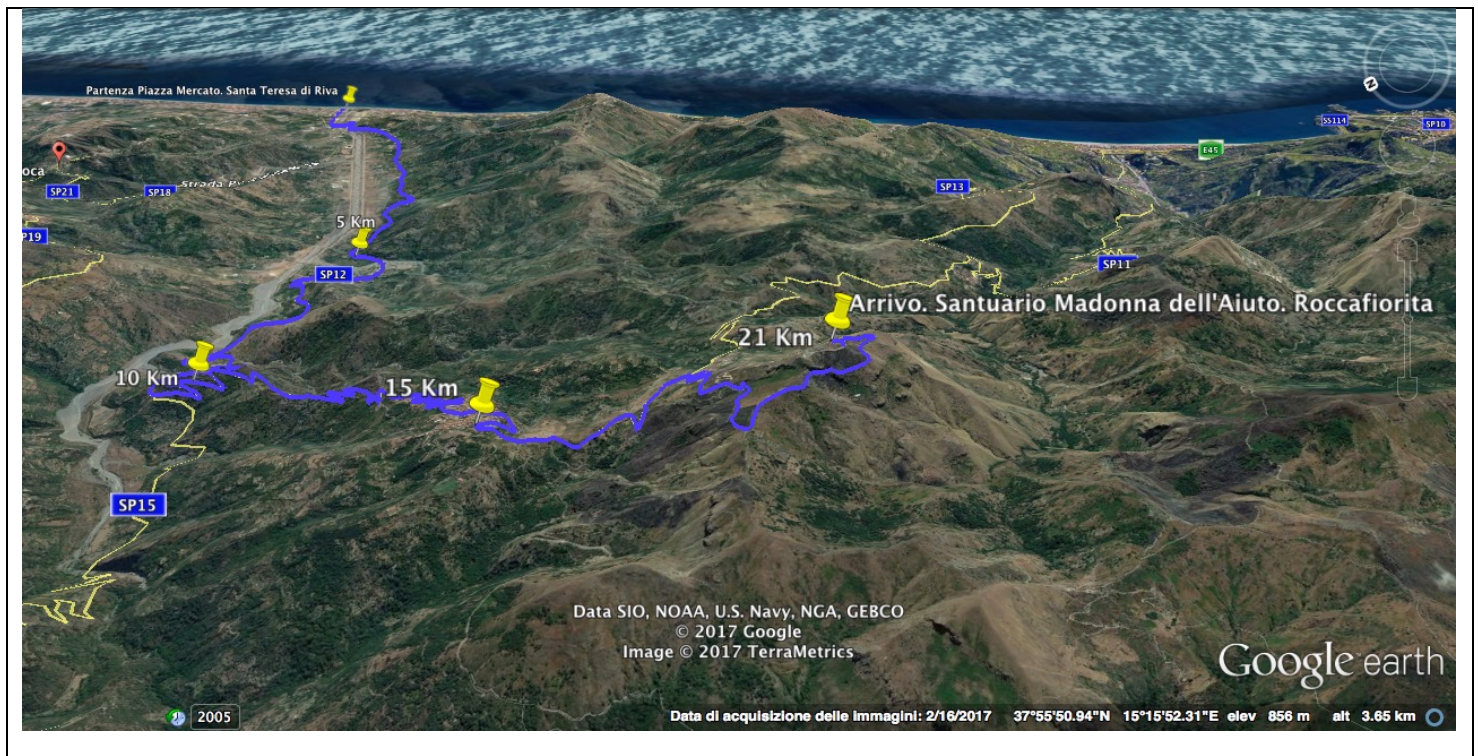 Partenza Piazza Mercato. Santa Teresa di Riva
SS114
SP10
E45
oca
SP21
SP18
SP13
5 Km
P19
SP12
SP11
Arrivo. Santuario Madonna dell'Aiuto. Roccafiorita
21 Km
10 Km
15 Km
SP15
Data SIO, NOAA, U.S. Navy, NGA, GEBCO
© 2017 Google
Image © 2017 TerraMetrics
Google earth
2005
Data di acquisizione delle immagini: 2/16/2017 37°55'50.94"N 15°15'52.31"E elev 856 m alt 3.65 km